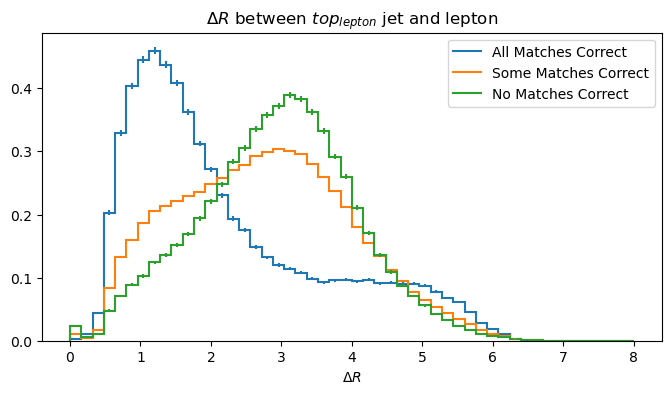 ΔR between top_lepton jet and lepton
All Matches Correct
Some Matches Correct
No Matches Correct
0.4
0.3
0.2
0.1
0.0
0 1 2 3 4 5 6 7 8
ΔR